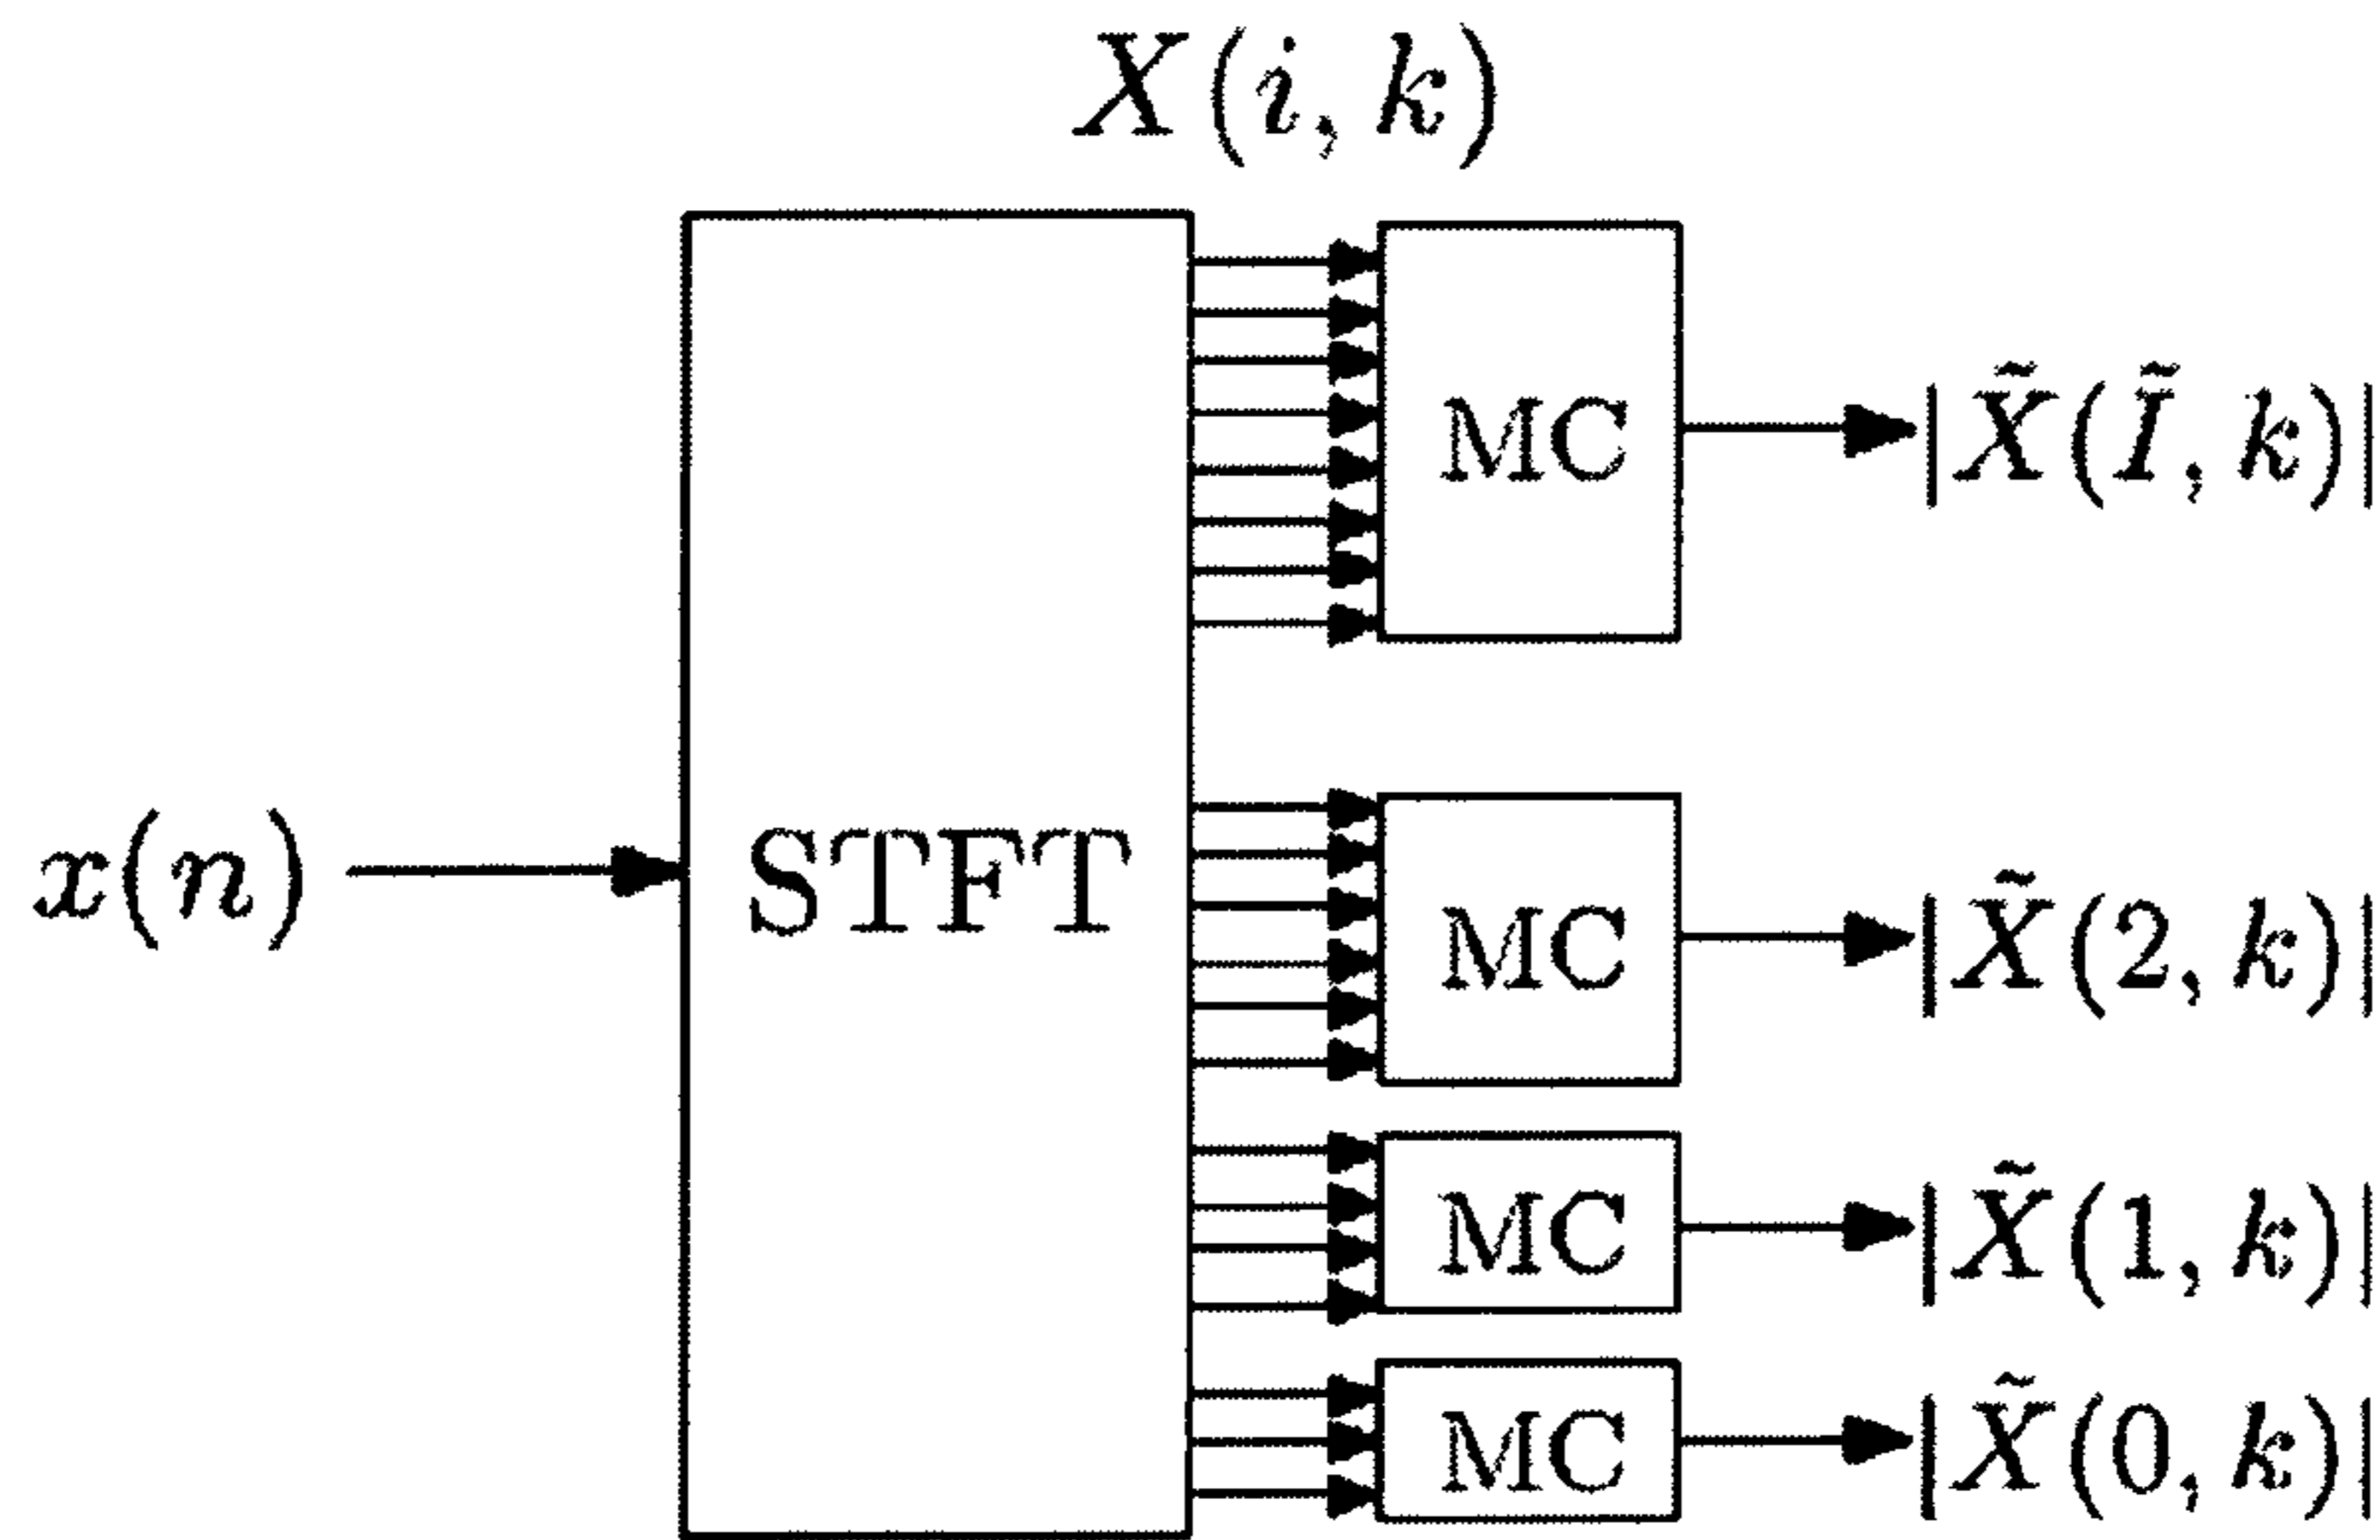 X(i, k)
MC
|X̃(Ĩ, k)|
x(n)
STFT
MC
|X̃(2, k)|
MC
|X̃(1, k)|
MC
|X̃(0, k)|